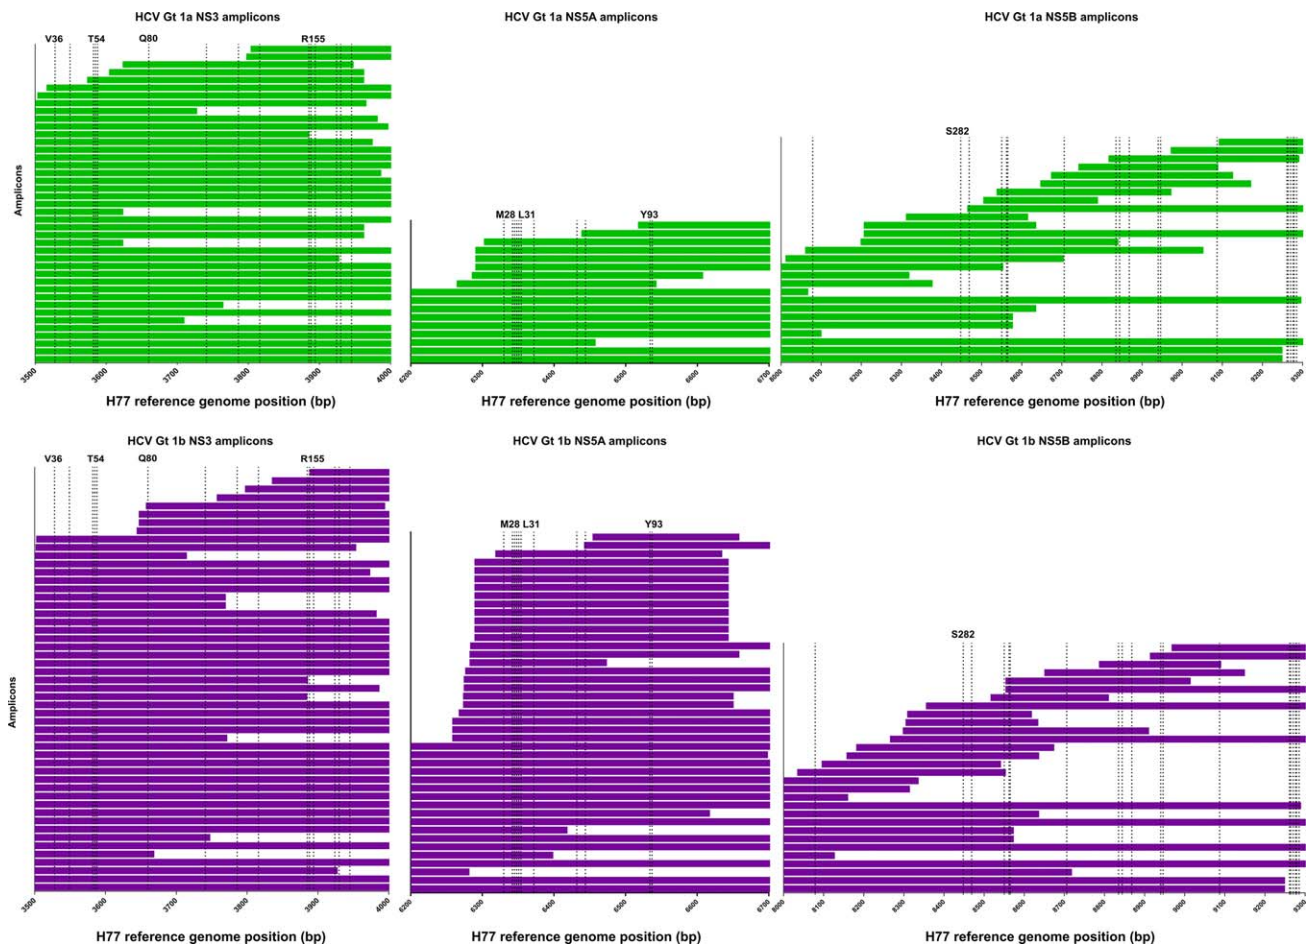 HCV Gt 1a NS3 amplicons
V36 T54 Q80 R155
Amplicons
3500 3600 3700 3800 3900 4000
H77 reference genome position (bp)
HCV Gt 1a NS5A amplicons
M28 L31 Y93
6200 6300 6400 6500 6600 6700
H77 reference genome position (bp)
HCV Gt 1a NS5B amplicons
S282
8000 8100 8200 8300 8400 8500 8600 8700 8800 8900 9000 9100 9200 9300
H77 reference genome position (bp)
HCV Gt 1b NS3 amplicons
V36 T54 Q80 R155
Amplicons
3500 3600 3700 3800 3900 4000
H77 reference genome position (bp)
HCV Gt 1b NS5A amplicons
M28 L31 Y93
6200 6300 6400 6500 6600 6700
H77 reference genome position (bp)
HCV Gt 1b NS5B amplicons
S282
8000 8100 8200 8300 8400 8500 8600 8700 8800 8900 9000 9100 9200 9300
H77 reference genome position (bp)